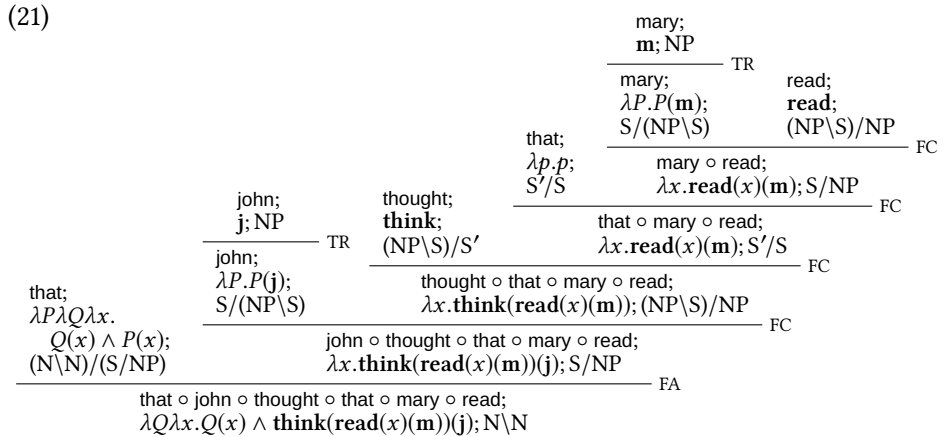 (21)
mary;
m; NP
TR
mary; read;
λP.P(m); read;
S/(NP\S) (NP\S)/NP
FC
that; mary ∘ read;
λp.p; λx.read(x)(m); S/NP
S′/S
FC
john; thought; that ∘ mary ∘ read;
j; NP think; λx.read(x)(m); S′/S
TR (NP\S)/S′
FC
john; thought ∘ that ∘ mary ∘ read;
λP.P(j); λx.think(read(x)(m)); (NP\S)/NP
S/(NP\S)
FC
that; john ∘ thought ∘ that ∘ mary ∘ read;
λPλQλx. λx.think(read(x)(m))(j); S/NP
Q(x) ∧ P(x);
(N\N)/(S/NP)
FA
that ∘ john ∘ thought ∘ that ∘ mary ∘ read;
λQλx.Q(x) ∧ think(read(x)(m))(j); N\N